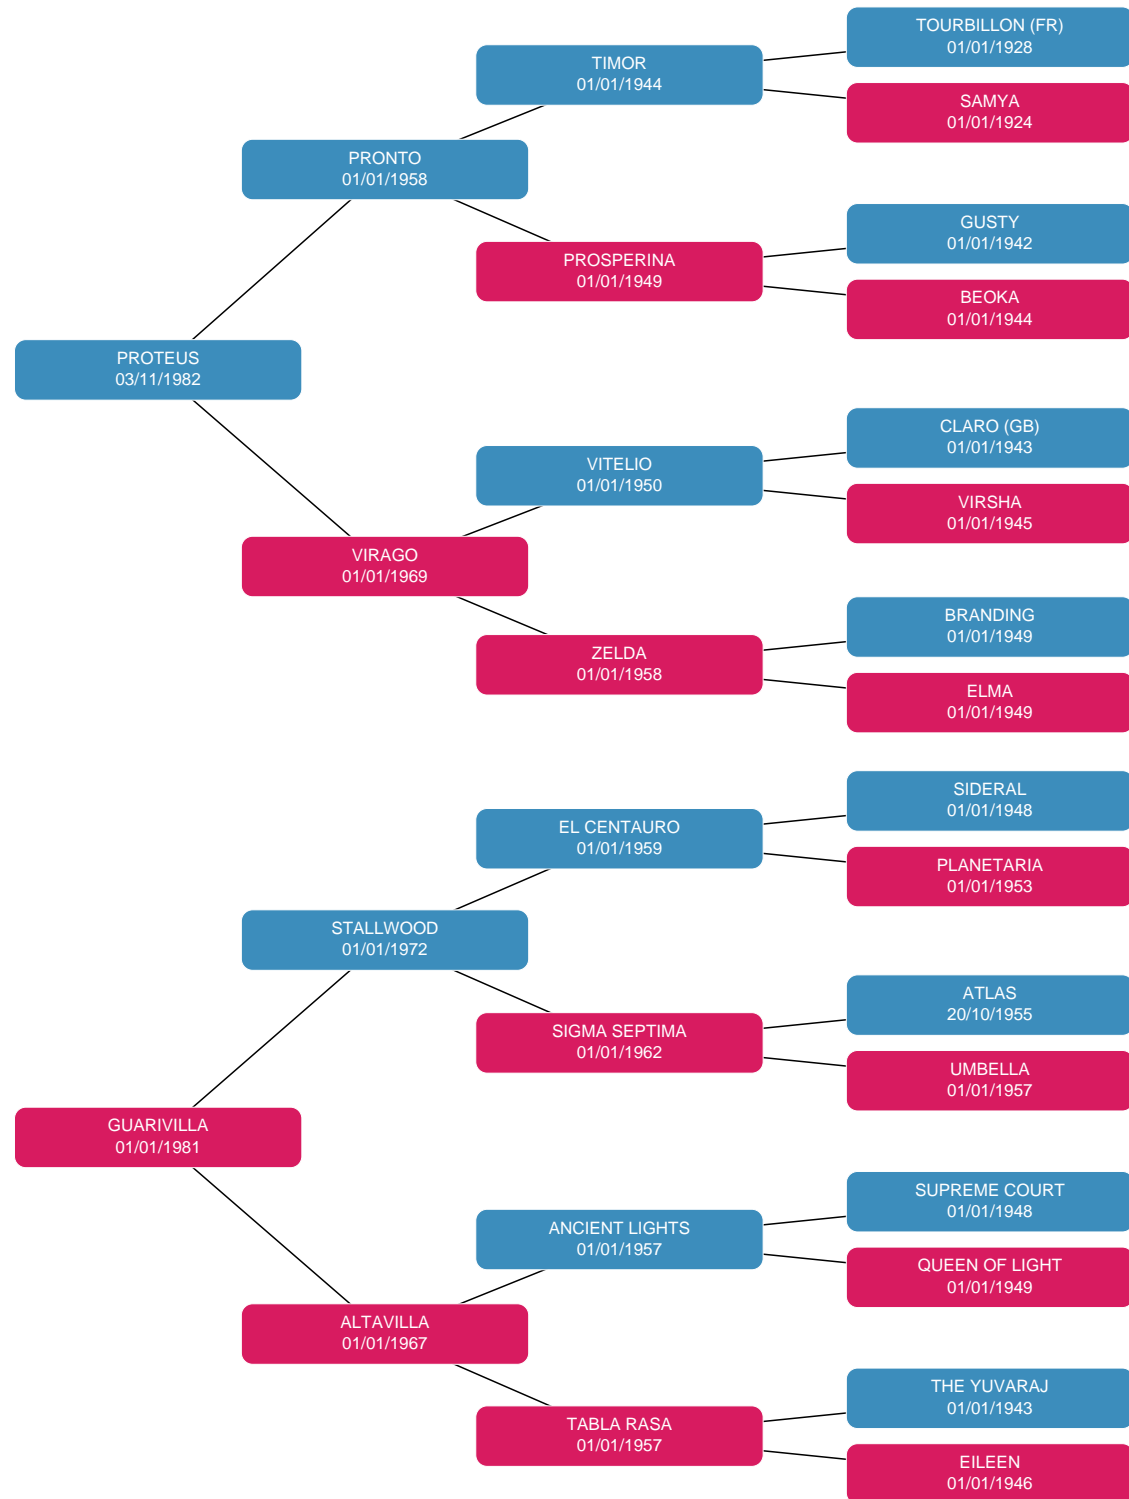 TOURBILLON (FR)
01/01/1928
TIMOR
01/01/1944
SAMYA
01/01/1924
PRONTO
01/01/1958
GUSTY
01/01/1942
PROSPERINA
01/01/1949
BEOKA
01/01/1944
PROTEUS
03/11/1982
CLARO (GB)
01/01/1943
VITELIO
01/01/1950
VIRSHA
01/01/1945
VIRAGO
01/01/1969
BRANDING
01/01/1949
ZELDA
01/01/1958
ELMA
01/01/1949
SIDERAL
01/01/1948
EL CENTAURO
01/01/1959
PLANETARIA
01/01/1953
STALLWOOD
01/01/1972
ATLAS
20/10/1955
SIGMA SEPTIMA
01/01/1962
UMBELLA
01/01/1957
GUARIVILLA
01/01/1981
SUPREME COURT
01/01/1948
ANCIENT LIGHTS
01/01/1957
QUEEN OF LIGHT
01/01/1949
ALTAVILLA
01/01/1967
THE YUVARAJ
01/01/1943
TABLA RASA
01/01/1957
EILEEN
01/01/1946